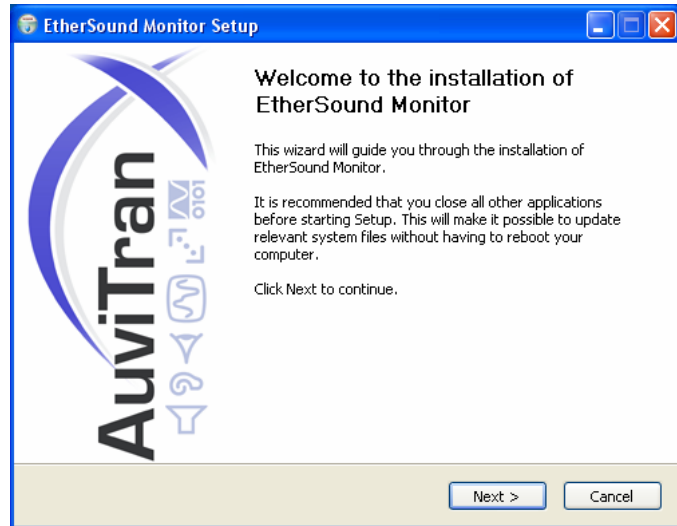 EtherSound Monitor Setup
AuviTran
0101
Welcome to the installation of
EtherSound Monitor
This wizard will guide you through the installation of
EtherSound Monitor.
It is recommended that you close all other applications
before starting Setup. This will make it possible to update
relevant system files without having to reboot your
computer.
Click Next to continue.
Next >
Cancel